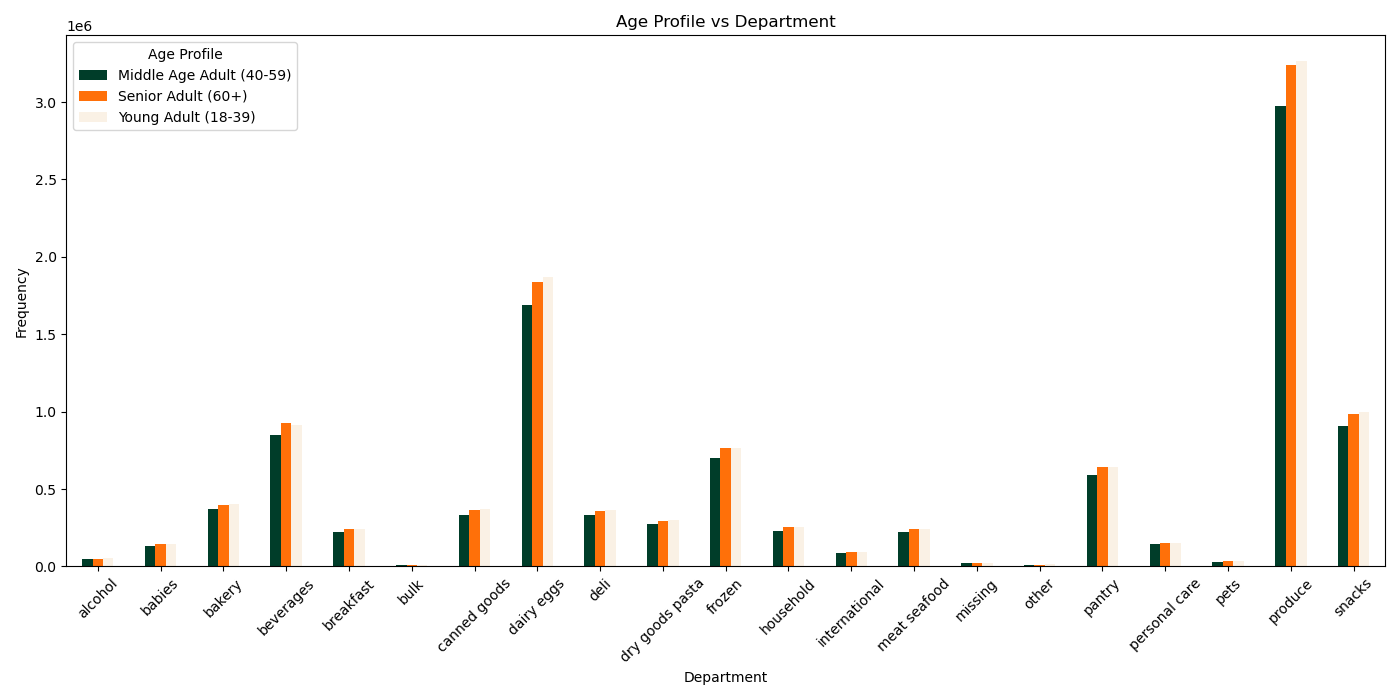 Age Profile vs Department
1e6
Age Profile
Middle Age Adult (40-59)
Senior Adult (60+)
Young Adult (18-39)
3.0
2.5
2.0
1.5
1.0
0.5
0.0
Frequency
alcohol
babies
bakery
beverages
breakfast
bulk
canned goods
dairy eggs
deli
dry goods pasta
frozen
household
international
meat seafood
missing
other
pantry
personal care
pets
produce
snacks
Department